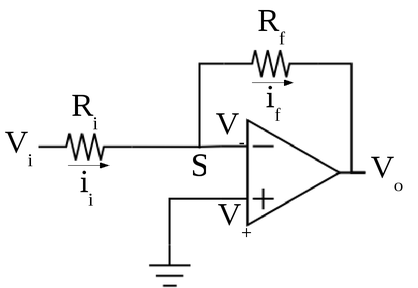 R_f
i_f
R_i
V_i
i_i
S
V_-
−
V_+
+
V_o